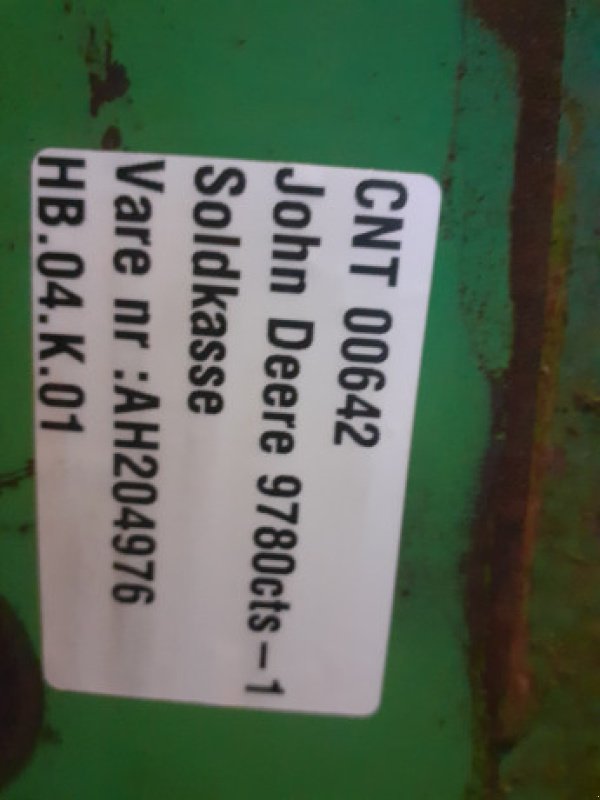 CNT 00642
John Deere 9780cts-1
Soldkasse
Vare nr :AH204976
HB.04.K.01